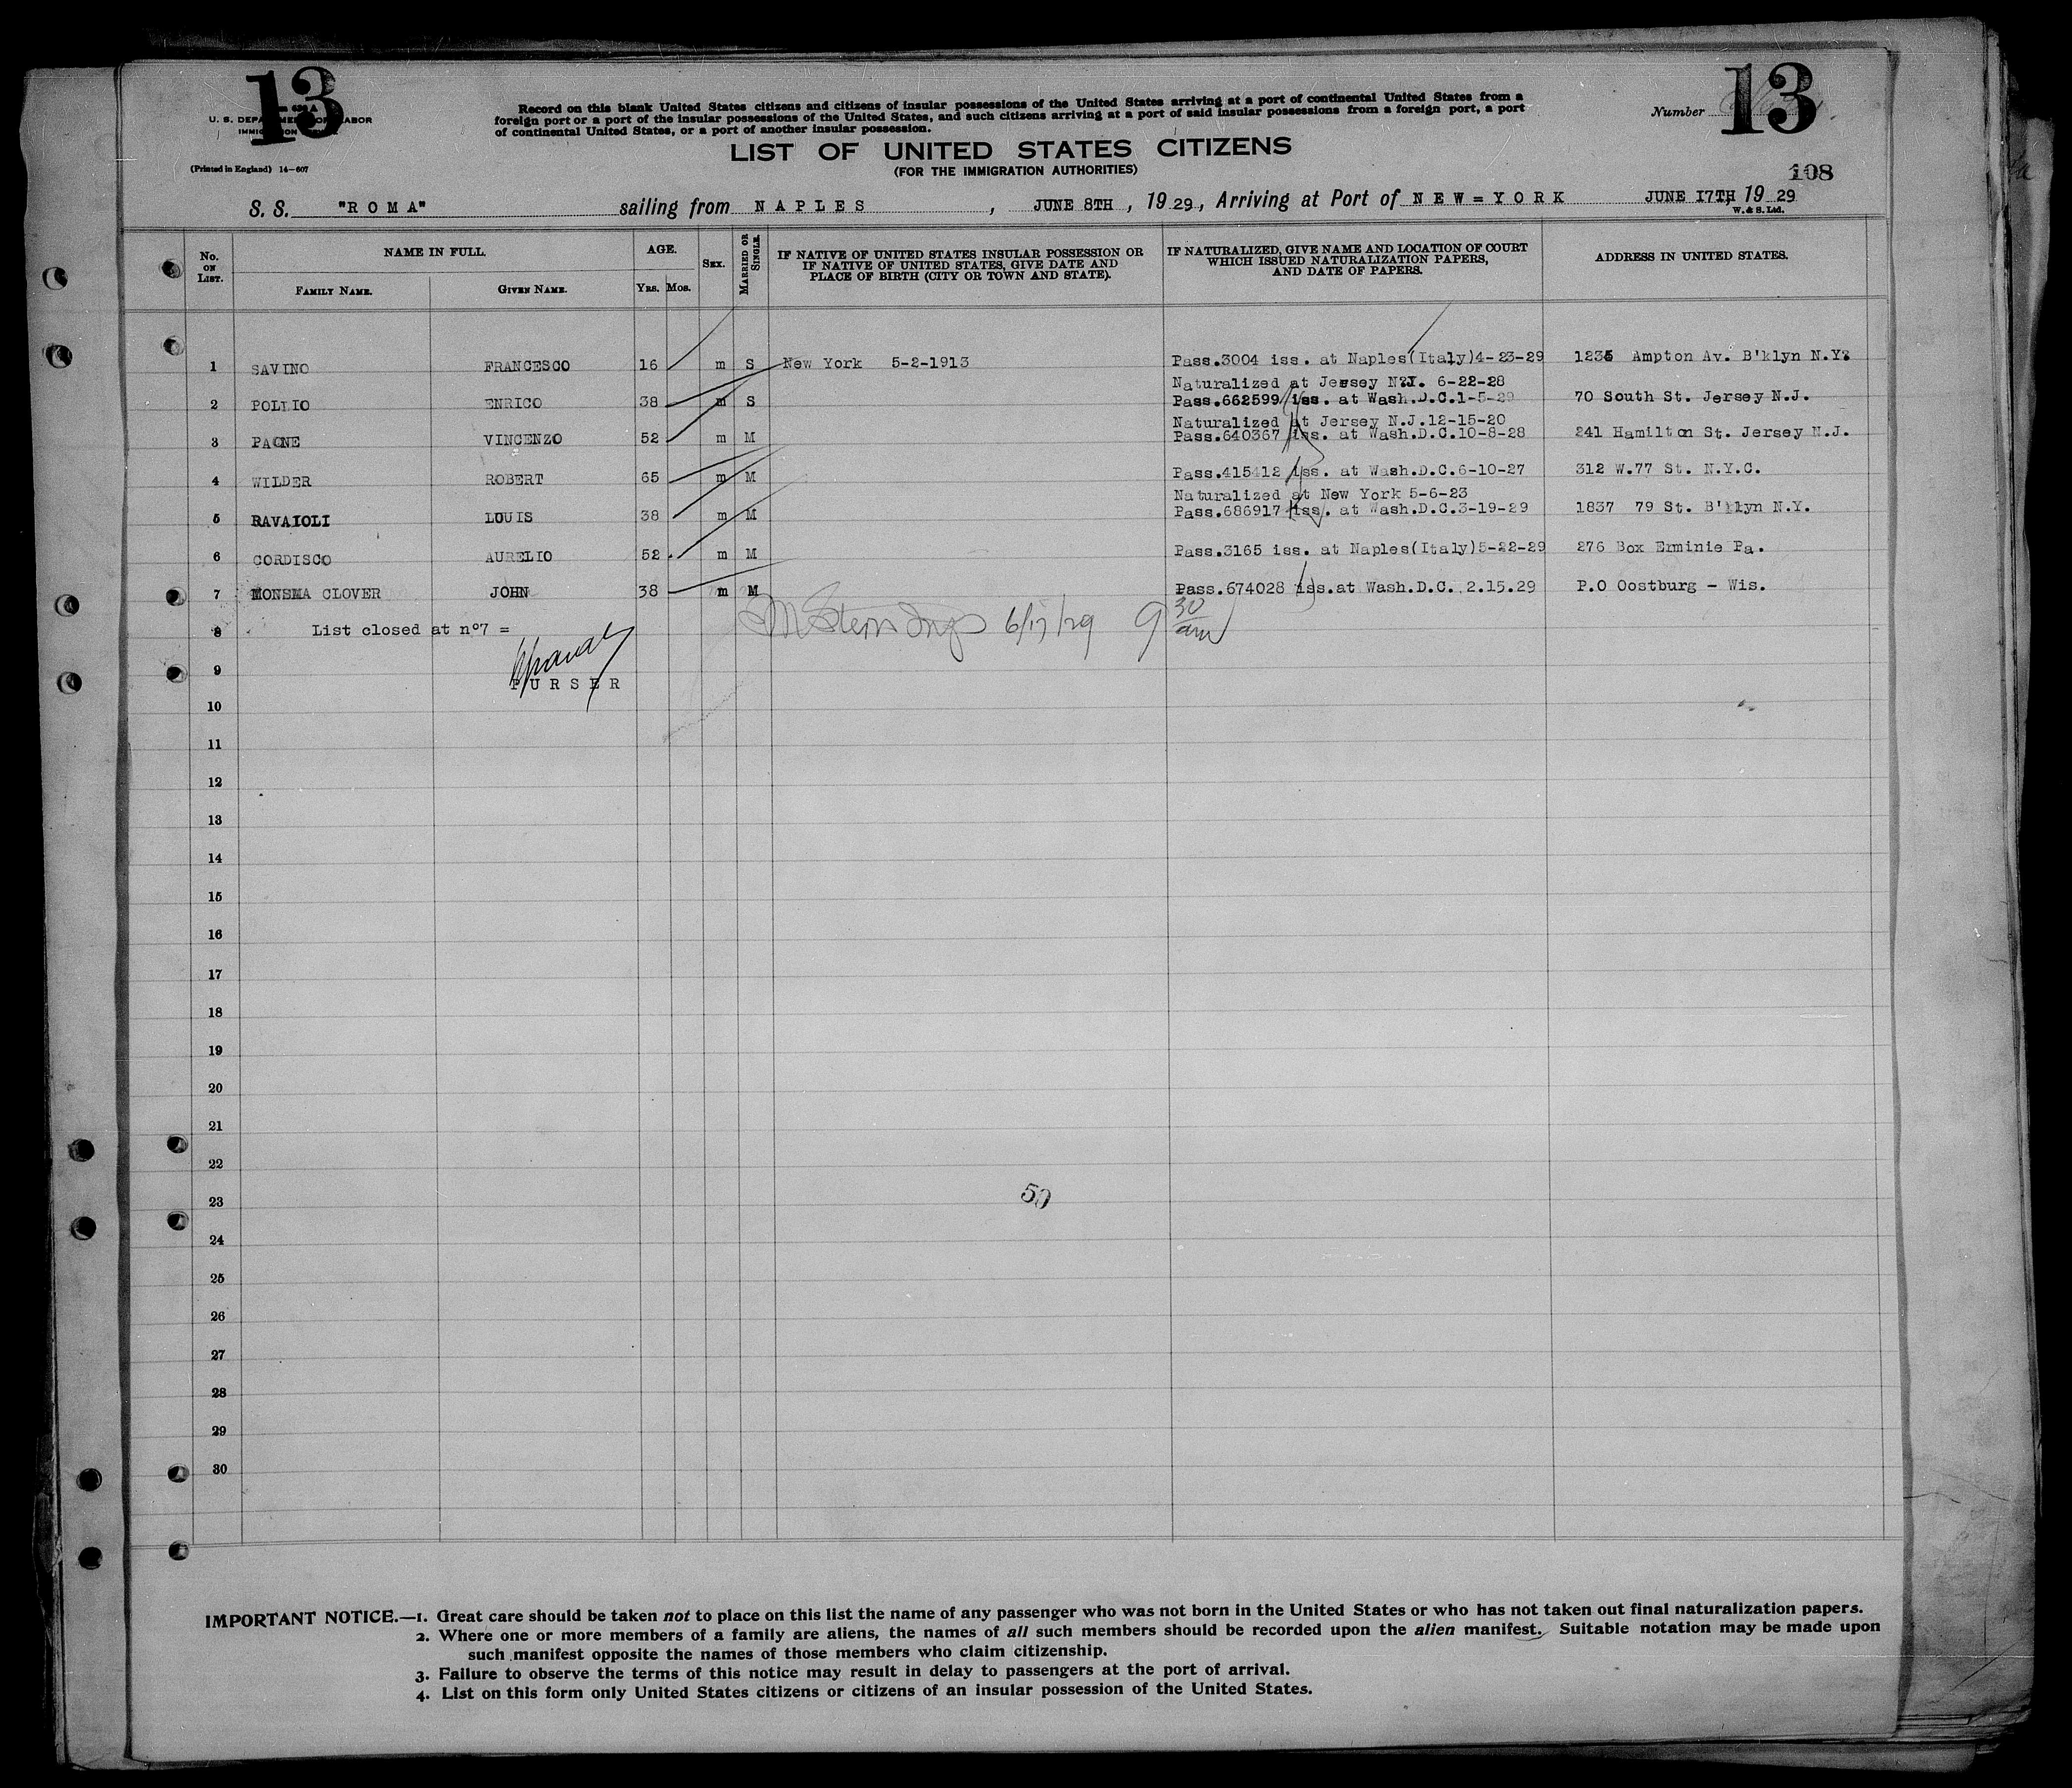 13
13
U. S. DEPARTMENT OF LABOR
(Printed in England) 14—607
Record on this blank United States citizens and citizens of insular possessions of the United States arriving at a port of continental United States from a
foreign port or a port of the insular possessions of the United States, and such citizens arriving at a port of said insular possessions from a foreign port, a port
of continental United States, or a port of another insular possession.
Number
LIST OF UNITED STATES CITIZENS
(FOR THE IMMIGRATION AUTHORITIES)
108
S. S. "ROMA" sailing from NAPLES, JUNE 8TH, 1929, Arriving at Port of NEW=YORK JUNE 17TH, 1929
W. & S. Ltd.
No. ON LIST.
NAME IN FULL.
FAMILY NAME. GIVEN NAME.
AGE.
YRS. MOS.
SEX.
MARRIED OR SINGLE.
IF NATIVE OF UNITED STATES INSULAR POSSESSION OR
IF NATIVE OF UNITED STATES, GIVE DATE AND
PLACE OF BIRTH (CITY OR TOWN AND STATE).
IF NATURALIZED, GIVE NAME AND LOCATION OF COURT
WHICH ISSUED NATURALIZATION PAPERS,
AND DATE OF PAPERS.
ADDRESS IN UNITED STATES.
1 SAVINO FRANCESCO 16 m S New York 5-2-1913 Pass.3004 iss. at Naples(Italy)4-23-29 Ampton Av. B'klyn N.Y.
Naturalized at Jersey N.J. 6-22-28
2 POLLIO ENRICO 38 m S Pass.662599 iss. at Wash.D.C.1-5-29 70 South St. Jersey N.J.
Naturalized at Jersey N.J.12-15-20
3 VINCENZO 52 m M Pass.640367 iss. at Wash.D.C.10-8-28 241 Hamilton St. Jersey N.J.
4 WILDER ROBERT 65 m M Pass.415412 iss. at Wash.D.C.6-10-27 312 W.77 St. N.Y.C.
Naturalized at New York 5-6-23
5 RAVAIOLI LOUIS 38 m M Pass.686917 iss. at Wash.D.C.3-19-29 1837 79 St. B'klyn N.Y.
6 CORDISCO AURELIO 52 m M Pass.3165 iss. at Naples(Italy)5-22-29 276 Box Erminie Pa.
7 MONSMA CLOVER JOHN 38 m M Pass.674028 iss.at Wash.D.C. 2.15.29 P.O Oostburg - Wis.
8 List closed at nº7 =
6/17/29 9 30 am
9
PURSER
10
11
12
13
14
15
16
17
18
19
20
21
22
23
50
24
25
26
27
28
29
30
IMPORTANT NOTICE.—1. Great care should be taken not to place on this list the name of any passenger who was not born in the United States or who has not taken out final naturalization papers.
2. Where one or more members of a family are aliens, the names of all such members should be recorded upon the alien manifest. Suitable notation may be made upon
such manifest opposite the names of those members who claim citizenship.
3. Failure to observe the terms of this notice may result in delay to passengers at the port of arrival.
4. List on this form only United States citizens or citizens of an insular possession of the United States.